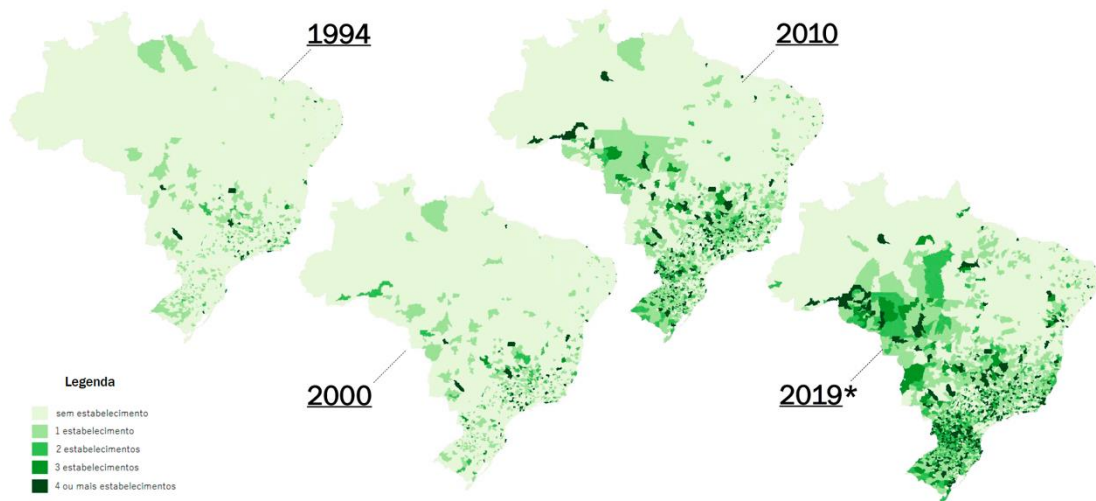 1994
2010
2000
2019*
Legenda
sem estabelecimento
1 estabelecimento
2 estabelecimentos
3 estabelecimentos
4 ou mais estabelecimentos